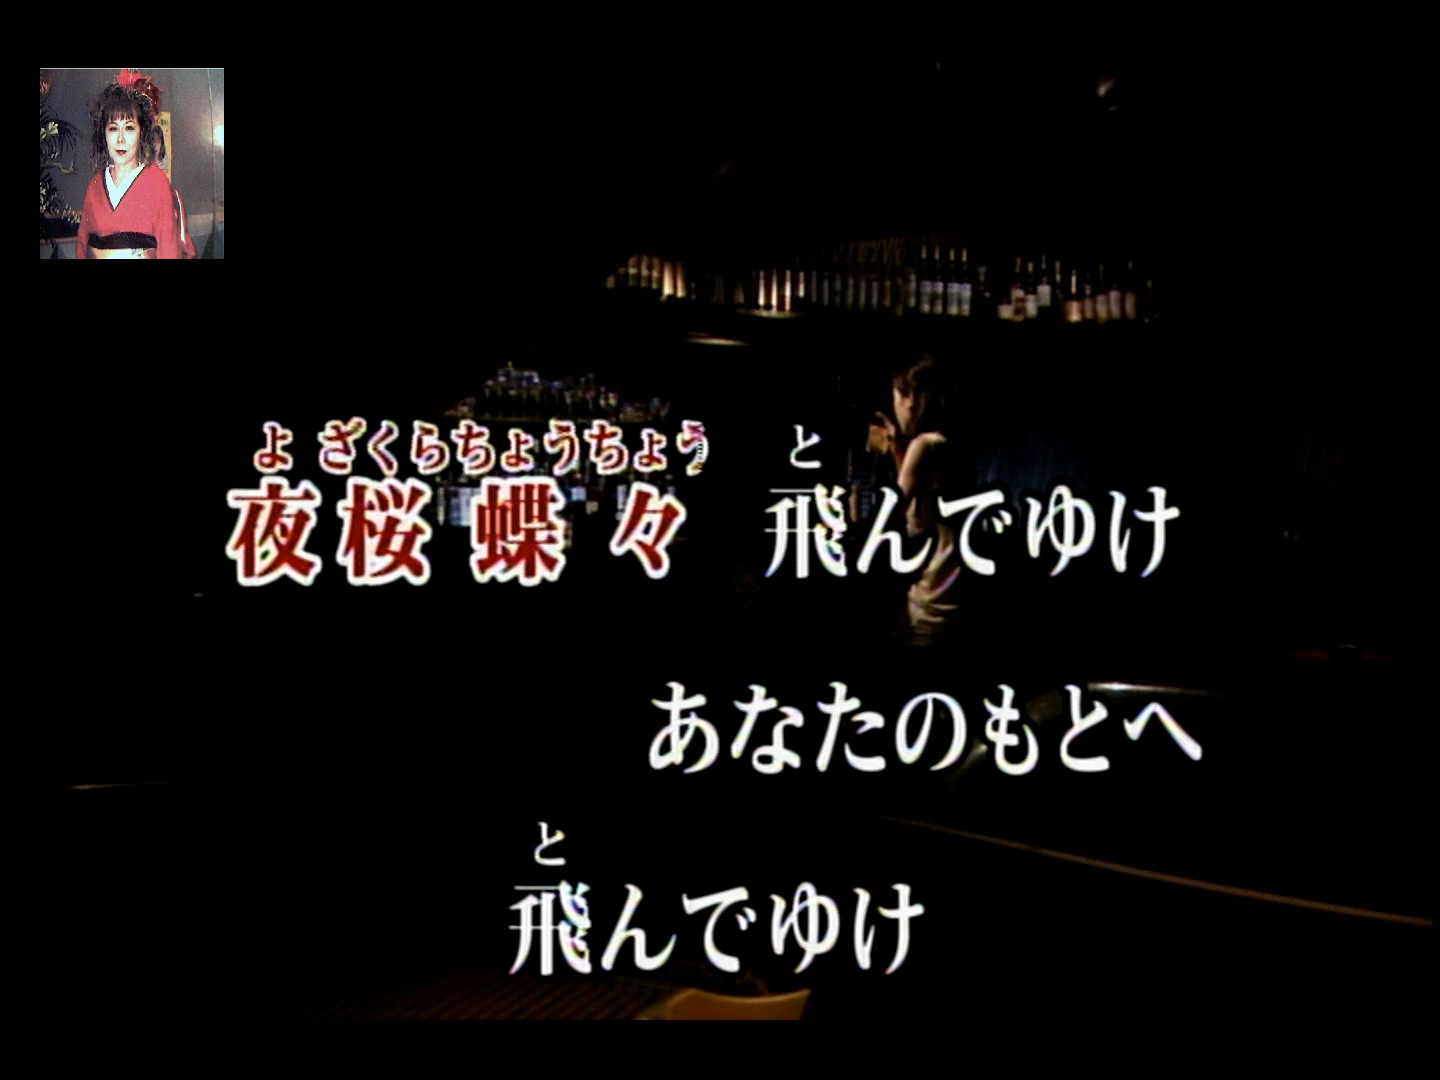 よざくらちょうちょう と
夜桜蝶々 飛んでゆけ
あなたのもとへ
と
飛んでゆけ